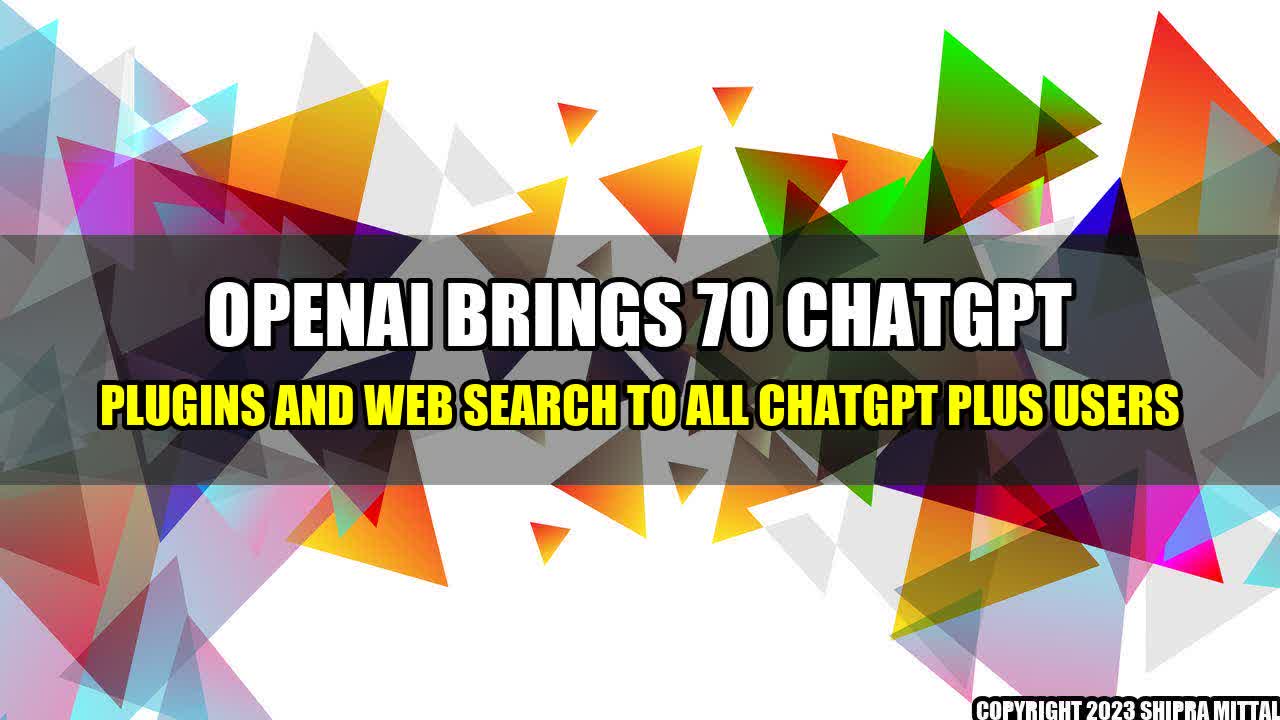 OPENAI BRINGS 70 CHATGPT
PLUGINS AND WEB SEARCH TO ALL CHATGPT PLUS USERS
COPYRIGHT 2023 SHIPRA MITTAL